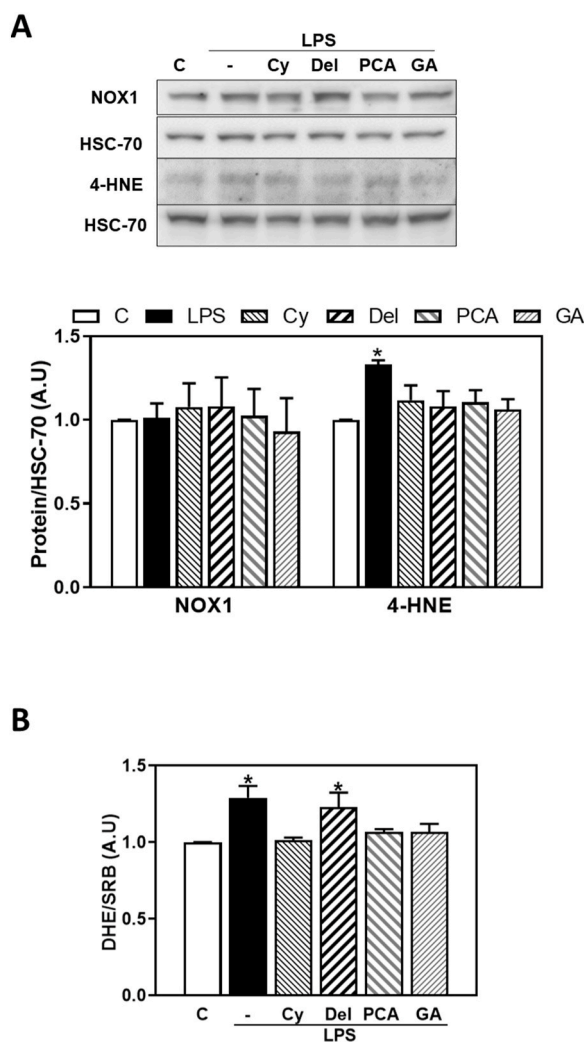 A
LPS
C - Cy Del PCA GA
NOX1
HSC-70
4-HNE
HSC-70
C LPS Cy Del PCA GA
1.5
*
1.0
0.5
0.0
Protein/HSC-70 (A.U)
NOX1 4-HNE
B
1.5
* *
1.0
0.5
0.0
DHE/SRB (A.U)
C - Cy Del PCA GA
LPS